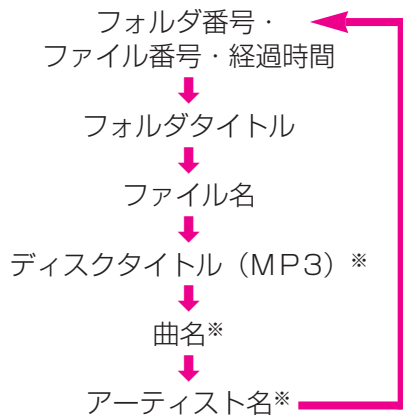 フォルダ番号・
ファイル番号・経過時間
フォルダタイトル
ファイル名
ディスクタイトル（MP3）※
曲名※
アーティスト名※